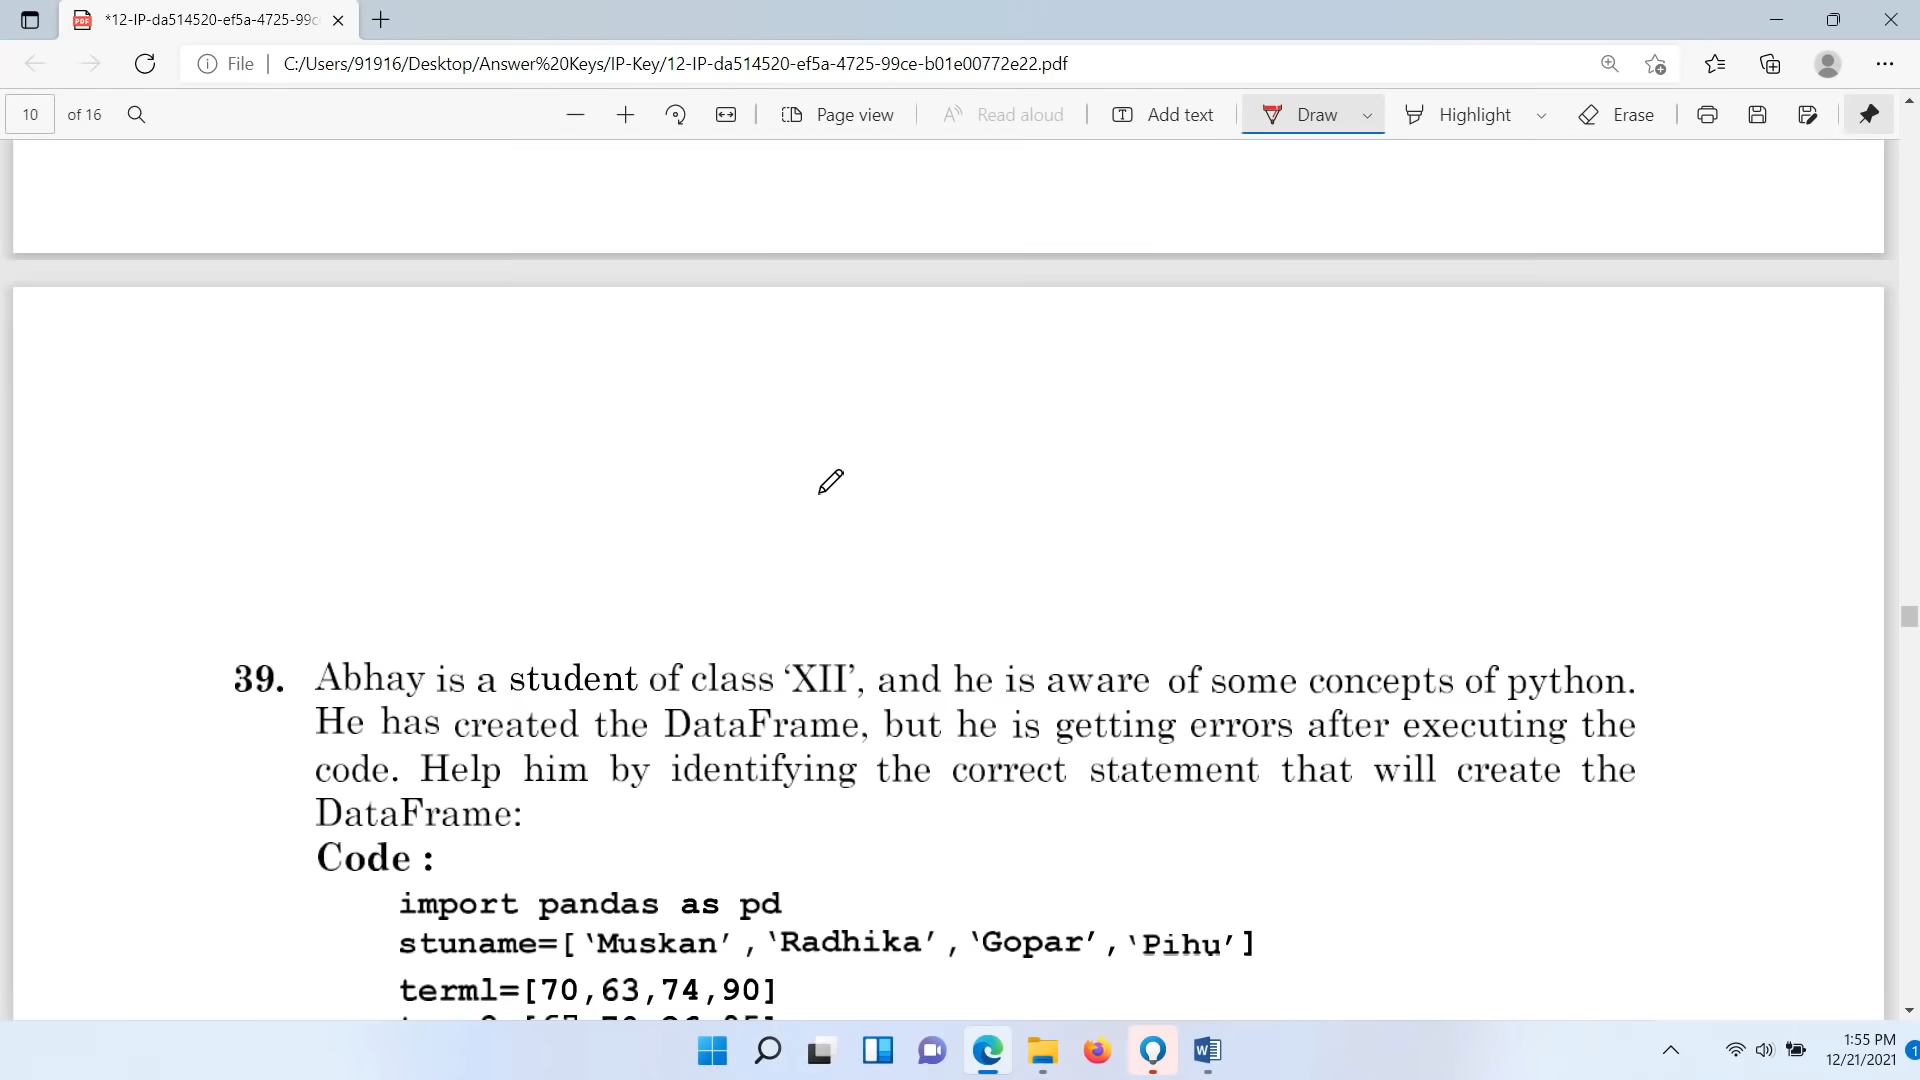 *12-IP-da514520-ef5a-4725-99c
File
C:/Users/91916/Desktop/Answer%20Keys/IP-Key/12-IP-da514520-ef5a-4725-99ce-b01e00772e22.pdf
10 of 16
Page view
Read aloud
Add text
Draw
Highlight
Erase
39. Abhay is a student of class ‘XII’, and he is aware of some concepts of python.
He has created the DataFrame, but he is getting errors after executing the
code. Help him by identifying the correct statement that will create the
DataFrame:
Code :
import pandas as pd
stuname=[‘Muskan’,‘Radhika’,‘Gopar’,‘Pihu’]
terml=[70,63,74,90]
1:55 PM
12/21/2021
1